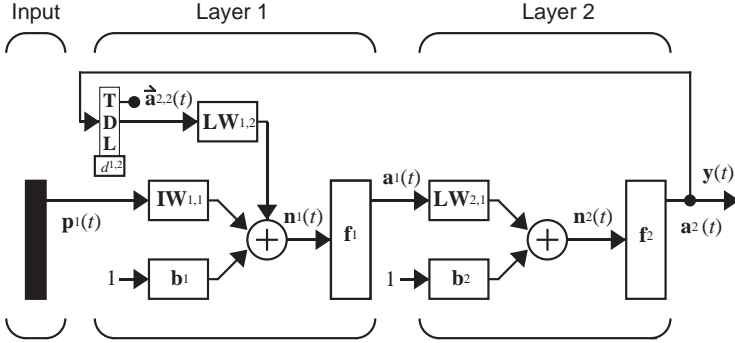 Input Layer 1 Layer 2
T D L
a2,2(t)
LW1,2
d1,2
p1(t)
IW1,1
1
b1
n1(t)
f1
a1(t)
LW2,1
1
b2
n2(t)
f2
y(t)
a2(t)